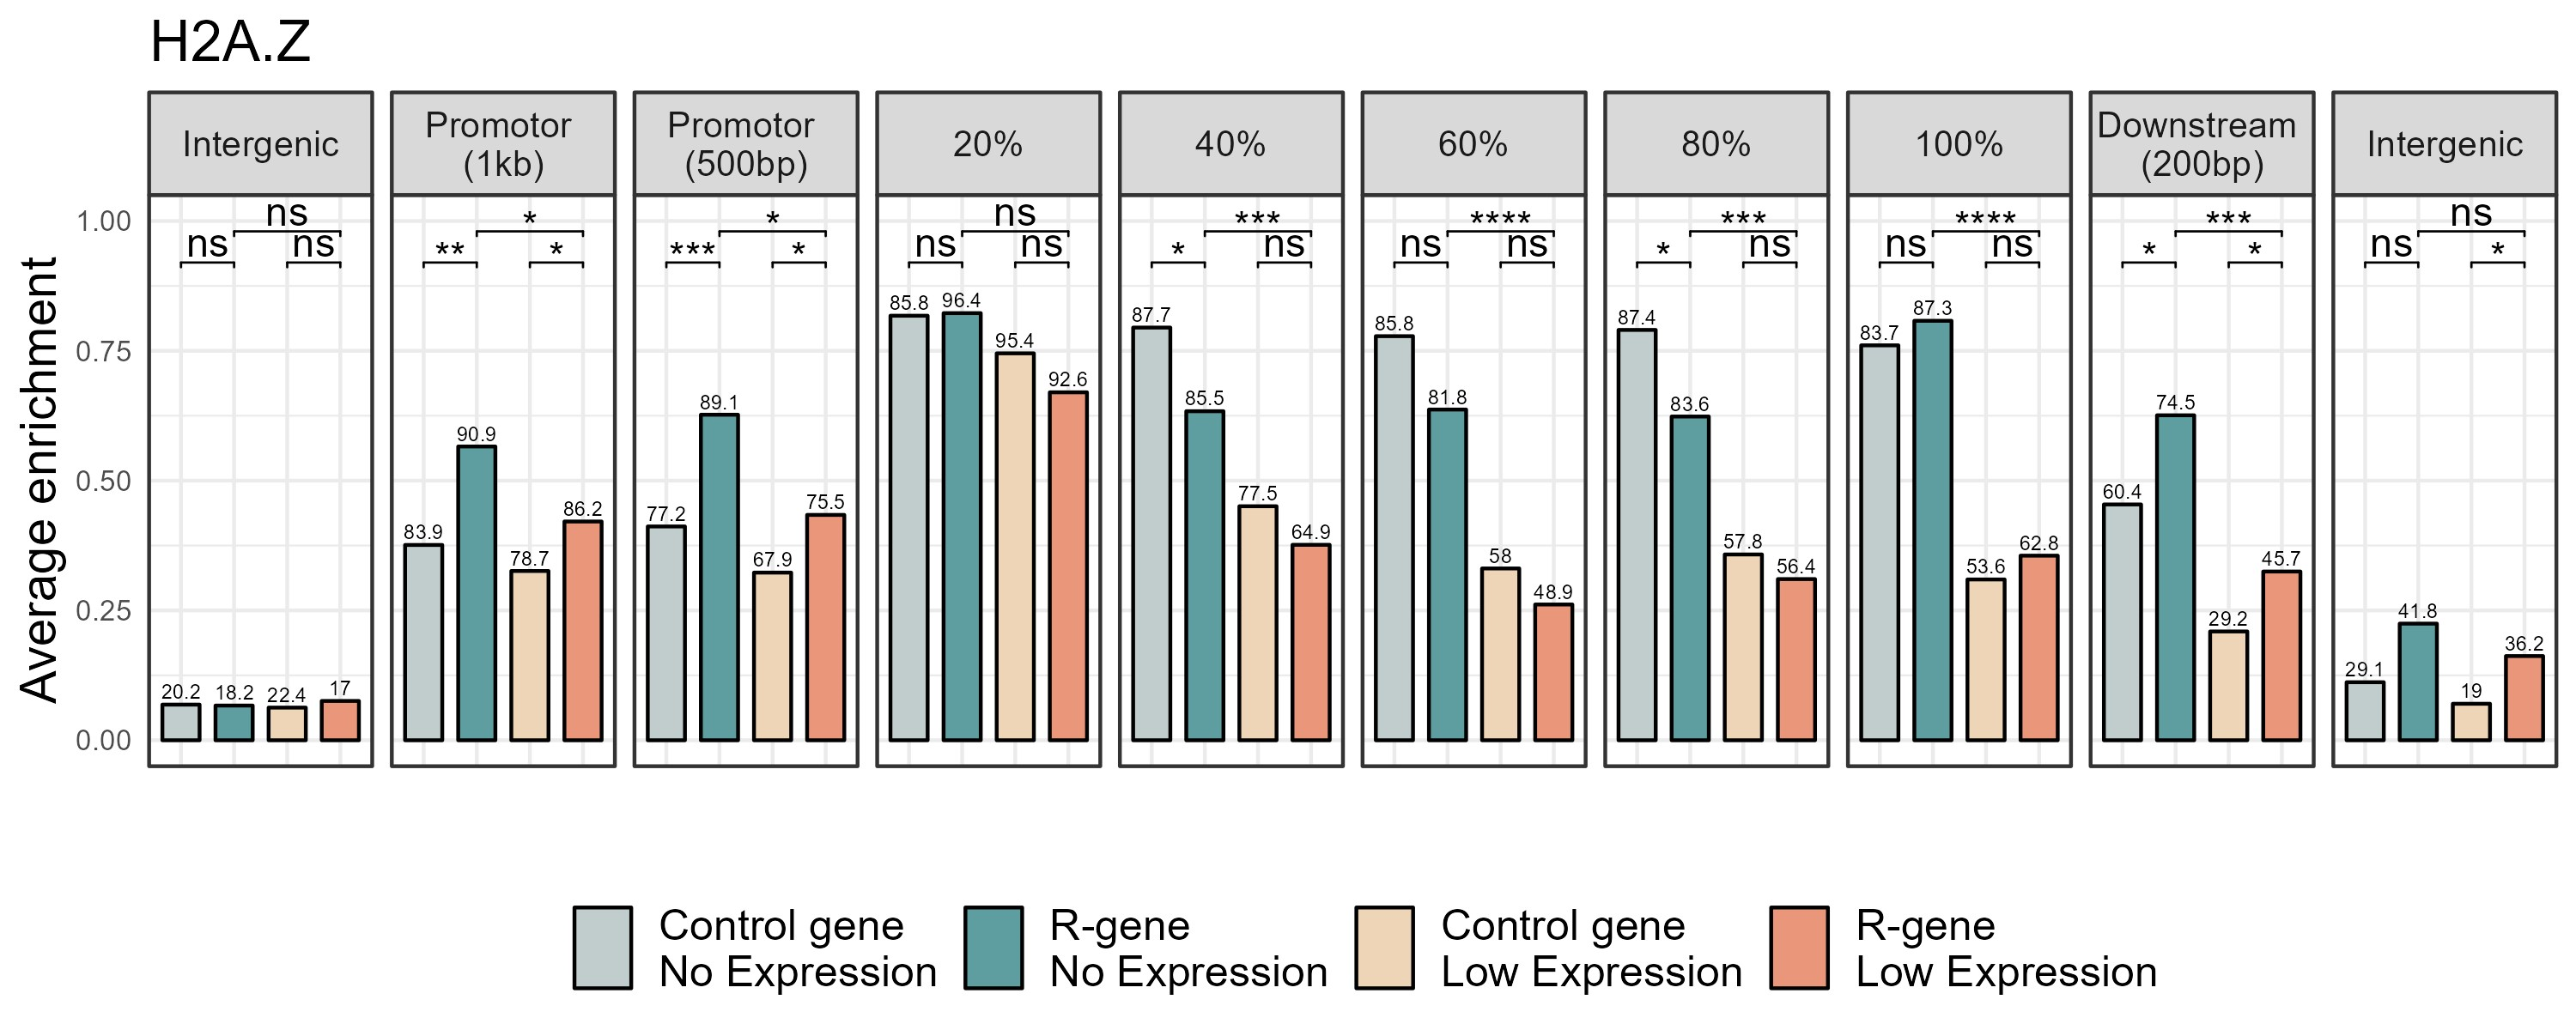 H2A.Z
Intergenic
Promotor
(1kb)
Promotor
(500bp)
20%
40%
60%
80%
100%
Downstream
(200bp)
Intergenic
Average enrichment
1.00
0.75
0.50
0.25
0.00
ns
ns ns
20.2 18.2 22.4 17
*
** *
83.9 90.9 78.7 86.2
*
*** *
77.2 89.1 67.9 75.5
ns
ns ns
85.8 96.4 95.4 92.6
***
* ns
87.7 85.5 77.5 64.9
****
ns ns
85.8 81.8 58 48.9
***
* ns
87.4 83.6 57.8 56.4
****
ns ns
83.7 87.3 53.6 62.8
***
* *
60.4 74.5 29.2 45.7
ns
ns *
29.1 41.8 19 36.2
Control gene
No Expression
R-gene
No Expression
Control gene
Low Expression
R-gene
Low Expression